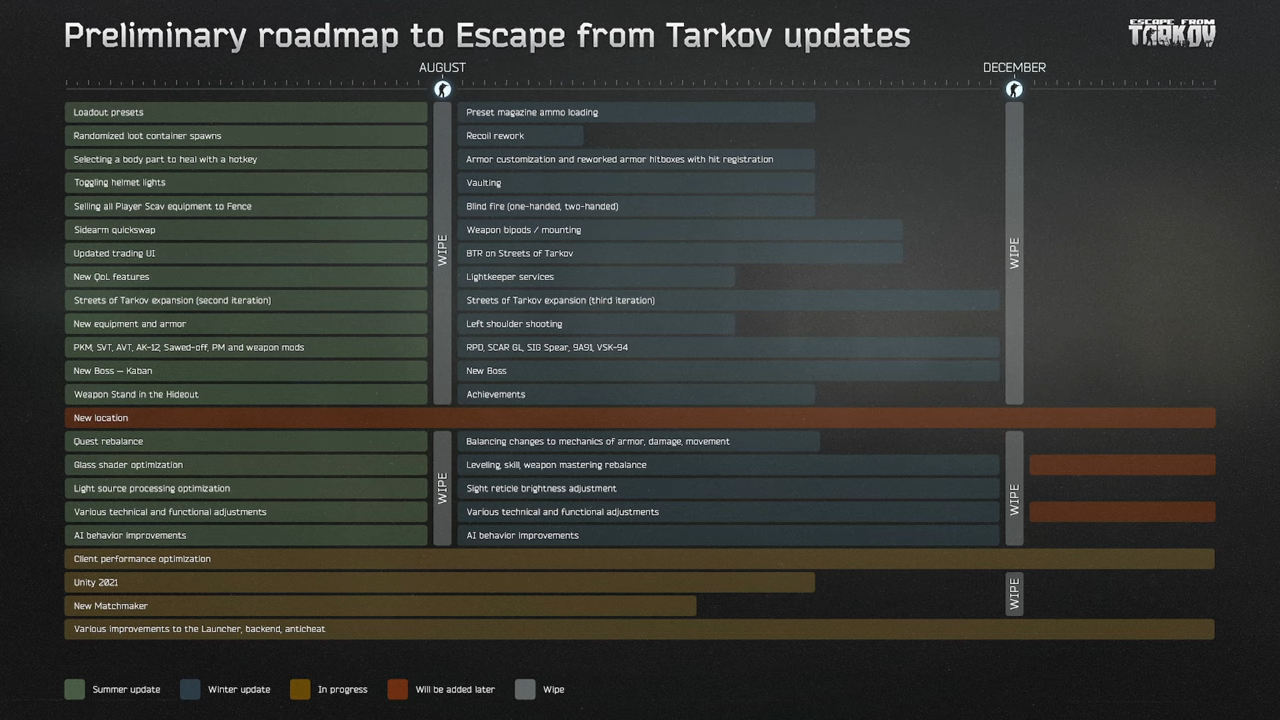 Preliminary roadmap to Escape from Tarkov updates
ESCAPE FROM
TARKOV
AUGUST
DECEMBER
Loadout presets
Preset magazine ammo loading
Randomized loot container spawns
Recoil rework
Selecting a body part to heal with a hotkey
Armor customization and reworked armor hitboxes with hit registration
Toggling helmet lights
Vaulting
Selling all Player Scav equipment to Fence
Blind fire (one-handed, two-handed)
Sidearm quickswap
Weapon bipods / mounting
WIPE
WIPE
Updated trading UI
BTR on Streets of Tarkov
New QoL features
Lightkeeper services
Streets of Tarkov expansion (second iteration)
Streets of Tarkov expansion (third iteration)
New equipment and armor
Left shoulder shooting
PKM, SVT, AVT, AK-12, Sawed-off, PM and weapon mods
RPD, SCAR GL, SIG Spear, 9A91, VSK-94
New Boss — Kaban
New Boss
Weapon Stand in the Hideout
Achievements
New location
Quest rebalance
Balancing changes to mechanics of armor, damage, movement
Glass shader optimization
Leveling, skill, weapon mastering rebalance
Light source processing optimization
Sight reticle brightness adjustment
WIPE
WIPE
Various technical and functional adjustments
Various technical and functional adjustments
AI behavior improvements
AI behavior improvements
Client performance optimization
Unity 2021
WIPE
New Matchmaker
Various improvements to the Launcher, backend, anticheat
Summer update
Winter update
In progress
Will be added later
Wipe